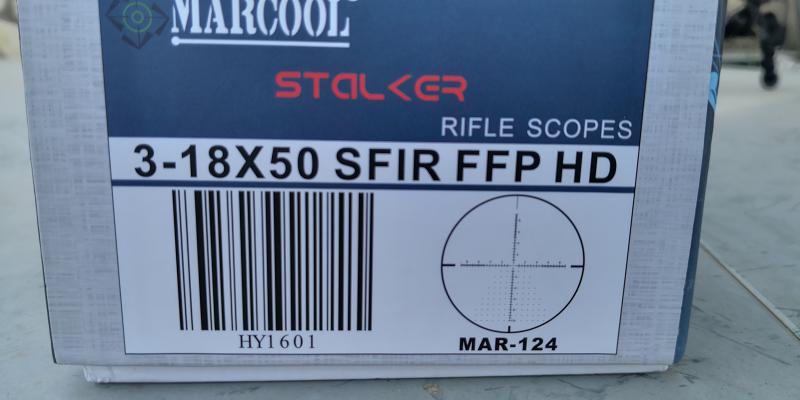 MARCOOL
STALKER
RIFLE SCOPES
3-18X50 SFIR FFP HD
HY1601
MAR-124